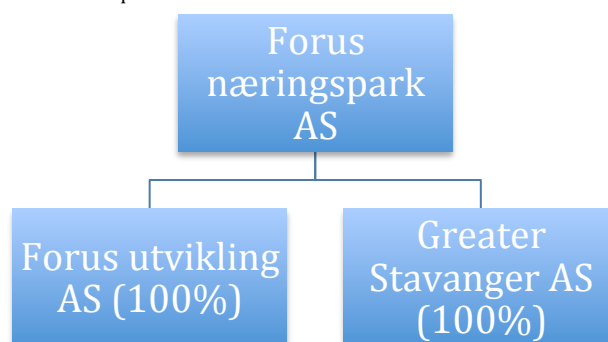 Forus
næringspark
AS
Forus utvikling
AS (100%)
Greater
Stavanger AS
(100%)